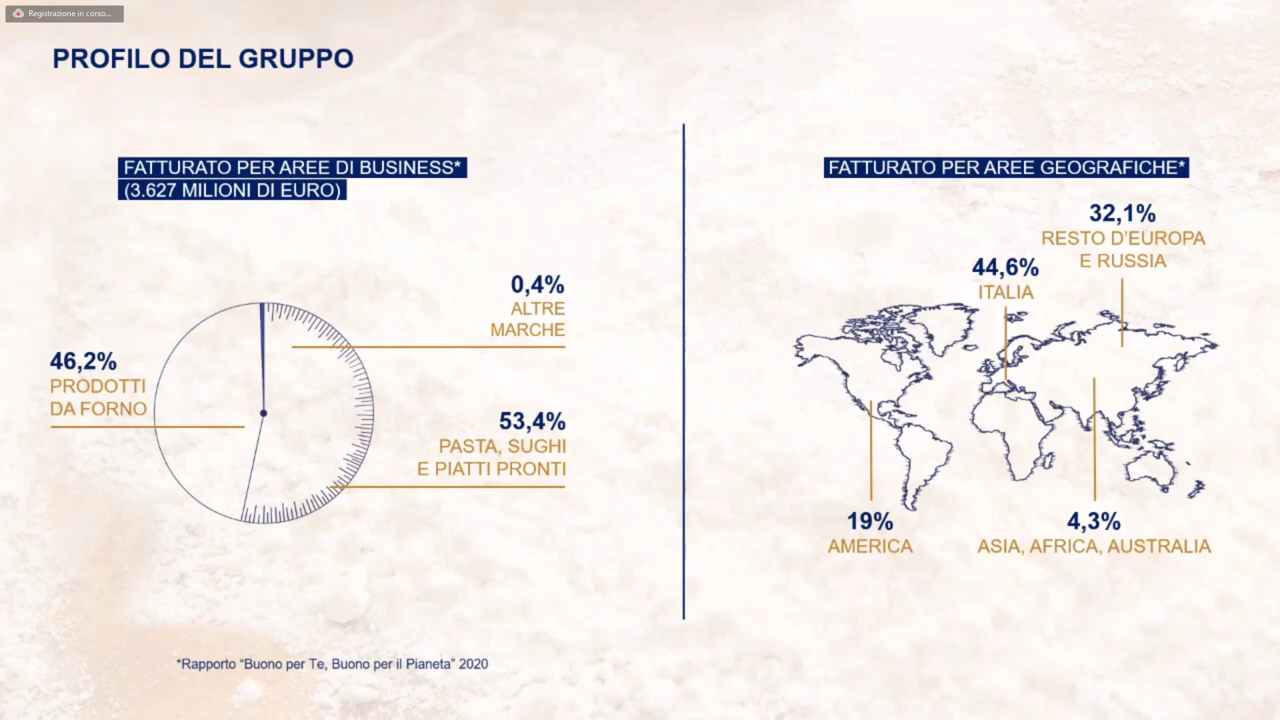 Registrazione in corso...
PROFILO DEL GRUPPO
FATTURATO PER AREE DI BUSINESS*
(3.627 MILIONI DI EURO)
0,4%
ALTRE
MARCHE
46,2%
PRODOTTI
DA FORNO
53,4%
PASTA, SUGHI
E PIATTI PRONTI
*Rapporto “Buono per Te, Buono per il Pianeta” 2020
FATTURATO PER AREE GEOGRAFICHE*
32,1%
RESTO D’EUROPA
E RUSSIA
44,6%
ITALIA
19%
AMERICA
4,3%
ASIA, AFRICA, AUSTRALIA